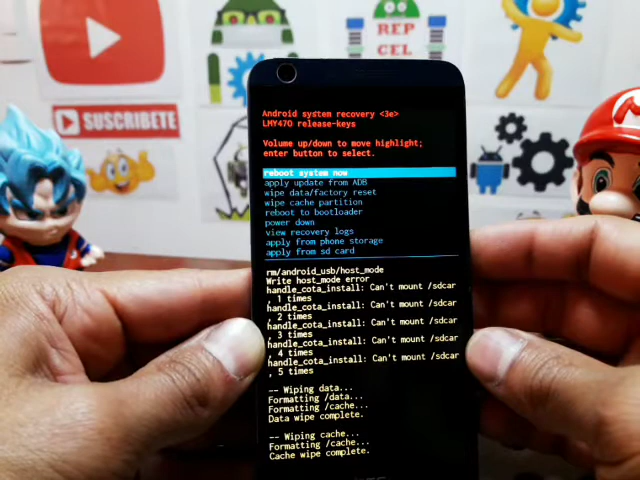 REP
CEL
SUSCRIBETE
Android system recovery <3e>
LMY47O release-keys
Volume up/down to move highlight;
enter button to select.
reboot system now
apply update from ADB
wipe data/factory reset
wipe cache partition
reboot to bootloader
power down
view recovery logs
apply from phone storage
apply from sd card
rm/android_usb/host_mode
Write host_mode error
handle_cota_install: Can't mount /sdcar
, 1 times
handle_cota_install: Can't mount /sdcar
, 2 times
handle_cota_install: Can't mount /sdcar
, 3 times
handle_cota_install: Can't mount /sdcar
, 4 times
handle_cota_install: Can't mount /sdcar
, 5 times
-- Wiping data...
Formatting /data...
Formatting /cache...
Data wipe complete.
-- Wiping cache...
Formatting /cache...
Cache wipe complete.